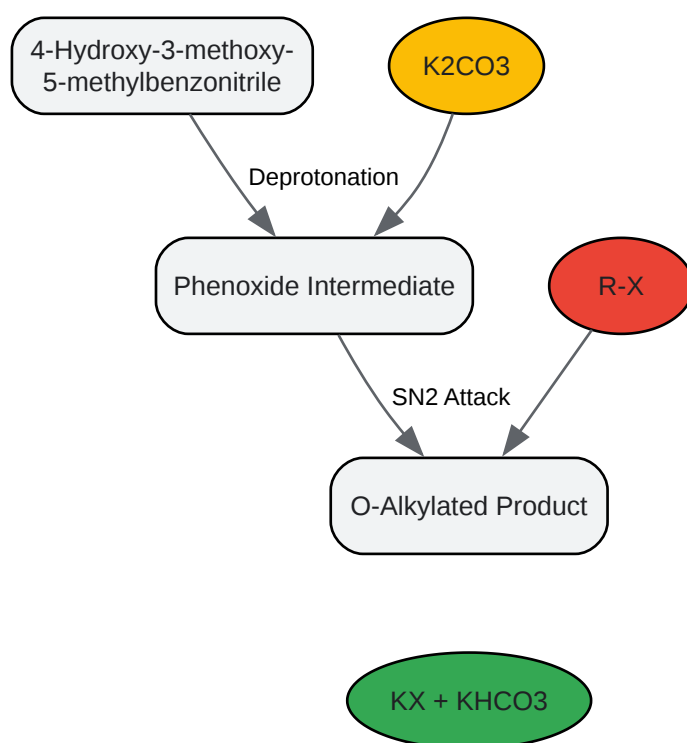 4-Hydroxy-3-methoxy-
5-methylbenzonitrile
K2CO3
Deprotonation
Phenoxide Intermediate
R-X
SN2 Attack
O-Alkylated Product
KX + KHCO3